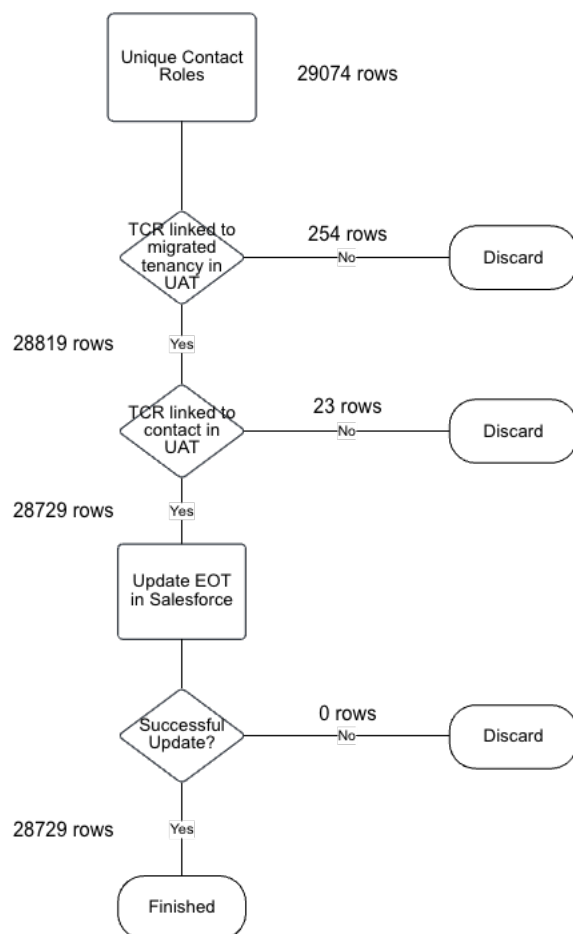 Unique Contact
Roles
29074 rows
TCR linked to
migrated
tenancy in
UAT
254 rows
No
Discard
28819 rows
Yes
TCR linked to
contact in
UAT
23 rows
No
Discard
28729 rows
Yes
Update EOT
in Salesforce
Successful
Update?
0 rows
No
Discard
28729 rows
Yes
Finished